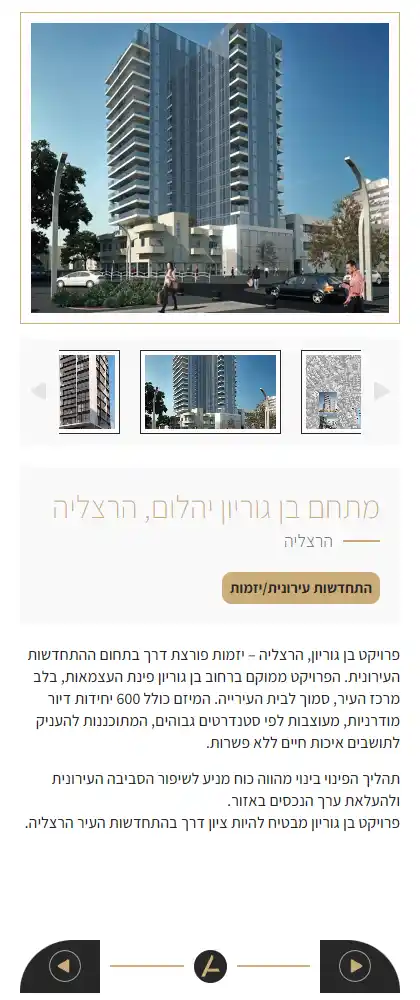 מתחם בן גוריון יהלום, הרצליה
הרצליה
התחדשות עירונית/יזמות
פרויקט בן גוריון, הרצליה – יזמות פורצת דרך בתחום ההתחדשות
העירונית. הפרויקט ממוקם ברחוב בן גוריון פינת העצמאות, בלב
מרכז העיר, סמוך לבית העירייה. המיזם כולל 600 יחידות דיור
מודרניות, מעוצבות לפי סטנדרטים גבוהים, המתוכננות להעניק
לתושבים איכות חיים ללא פשרות.
תהליך הפינוי בינוי מהווה כוח מניע לשיפור הסביבה העירונית
ולהעלאת ערך הנכסים באזור.
פרויקט בן גוריון מבטיח להיות ציון דרך בהתחדשות העיר הרצליה.